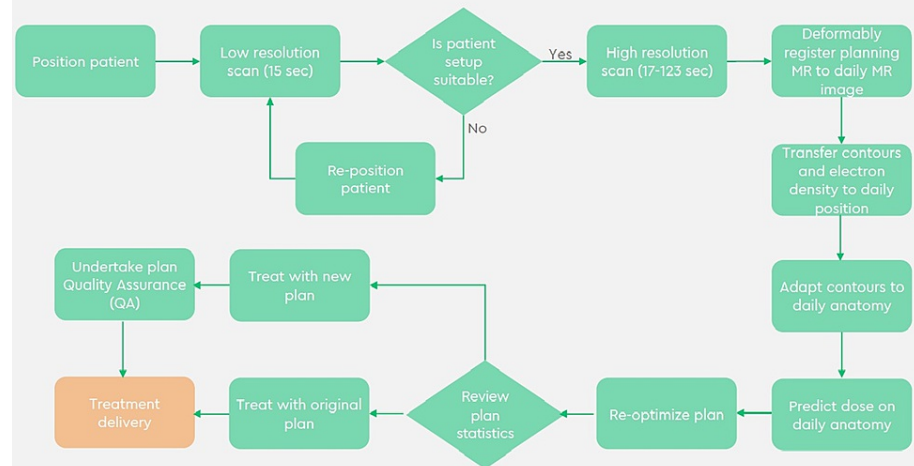 Position patient
Low resolution
scan (15 sec)
Is patient
setup
suitable?
Yes
High resolution
scan (17-123 sec)
Deformably
register planning
MR to daily MR
image
No
Re-position
patient
Transfer contours
and electron
density to daily
position
Undertake plan
Quality Assurance
(QA)
Treat with new
plan
Adapt contours to
daily anatomy
Treatment
delivery
Treat with original
plan
Review
plan
statistics
Re-optimize plan
Predict dose on
daily anatomy